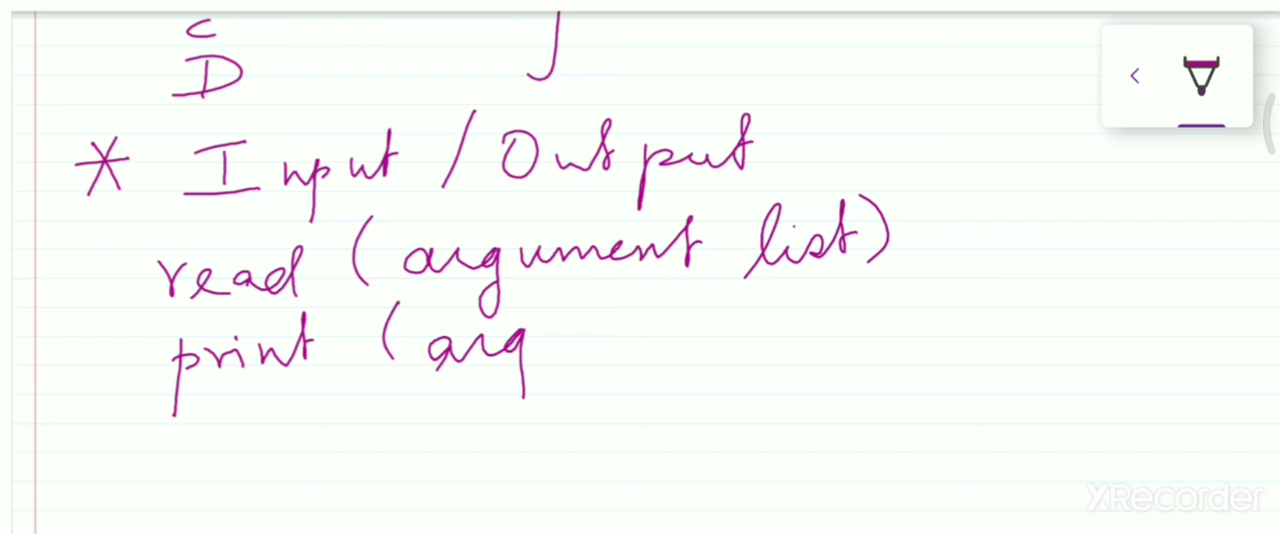 C
D
* Input / Output
read ( argument list )
print ( arg
XRecorder